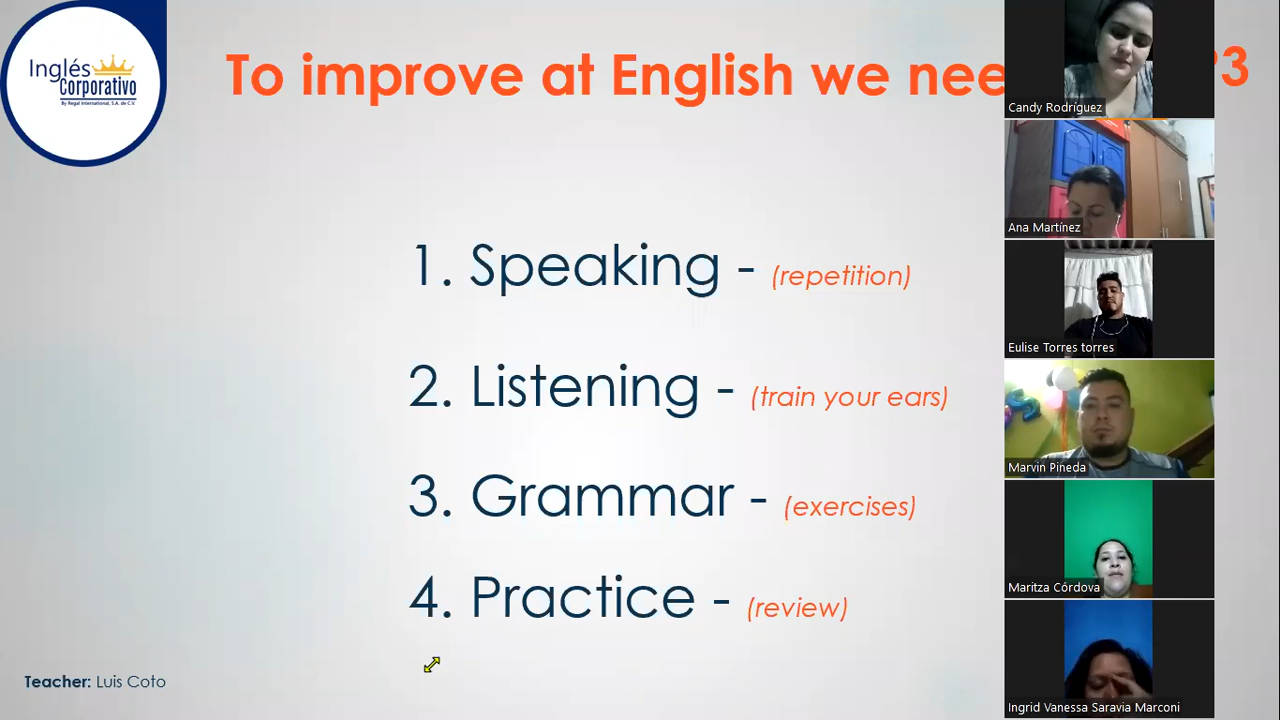 Inglés
Corporativo
By Regal International, S.A. de C.V.
To improve at English we nee
Candy Rodríguez
Ana Martínez
1. Speaking - (repetition)
Eulise Torres torres
2. Listening - (train your ears)
Marvin Pineda
3. Grammar - (exercises)
Maritza Córdova
4. Practice - (review)
Teacher: Luis Coto
Ingrid Vanessa Saravia Marconi